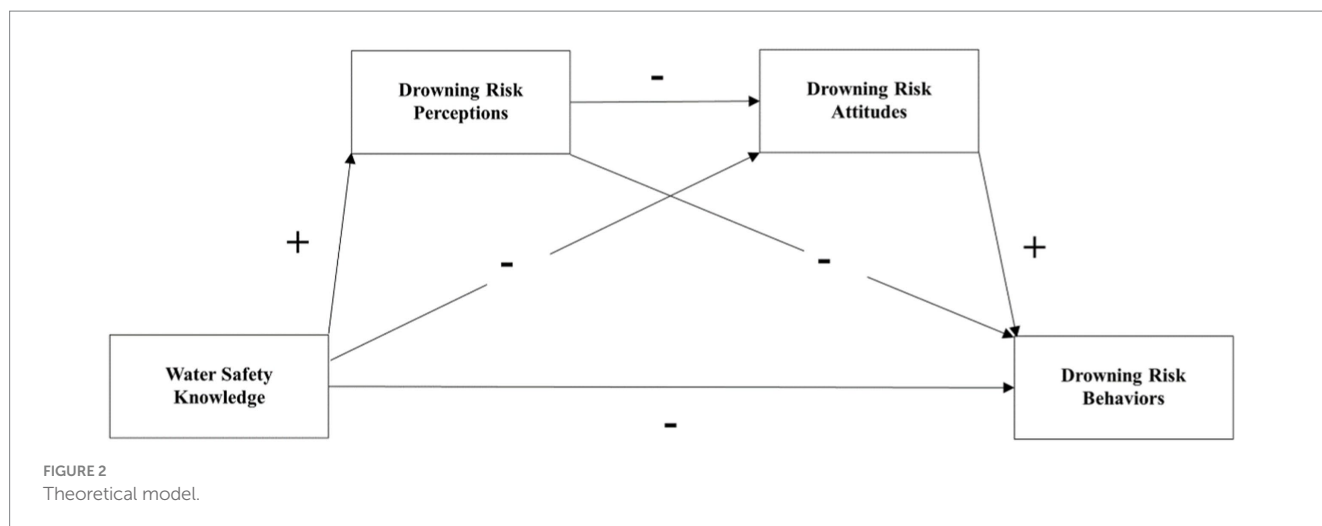 Drowning Risk
Perceptions
-
Drowning Risk
Attitudes
+
-
-
+
Water Safety
Knowledge
-
Drowning Risk
Behaviors
FIGURE 2
Theoretical model.